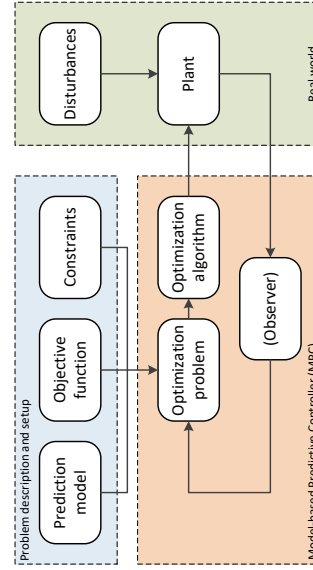 Problem description and setup
Prediction
model
Objective
function
Constraints
Disturbances
Optimization
problem
Optimization
algorithm
Plant
(Observer)
Model-based Predictive Controller (MPC)
Real world